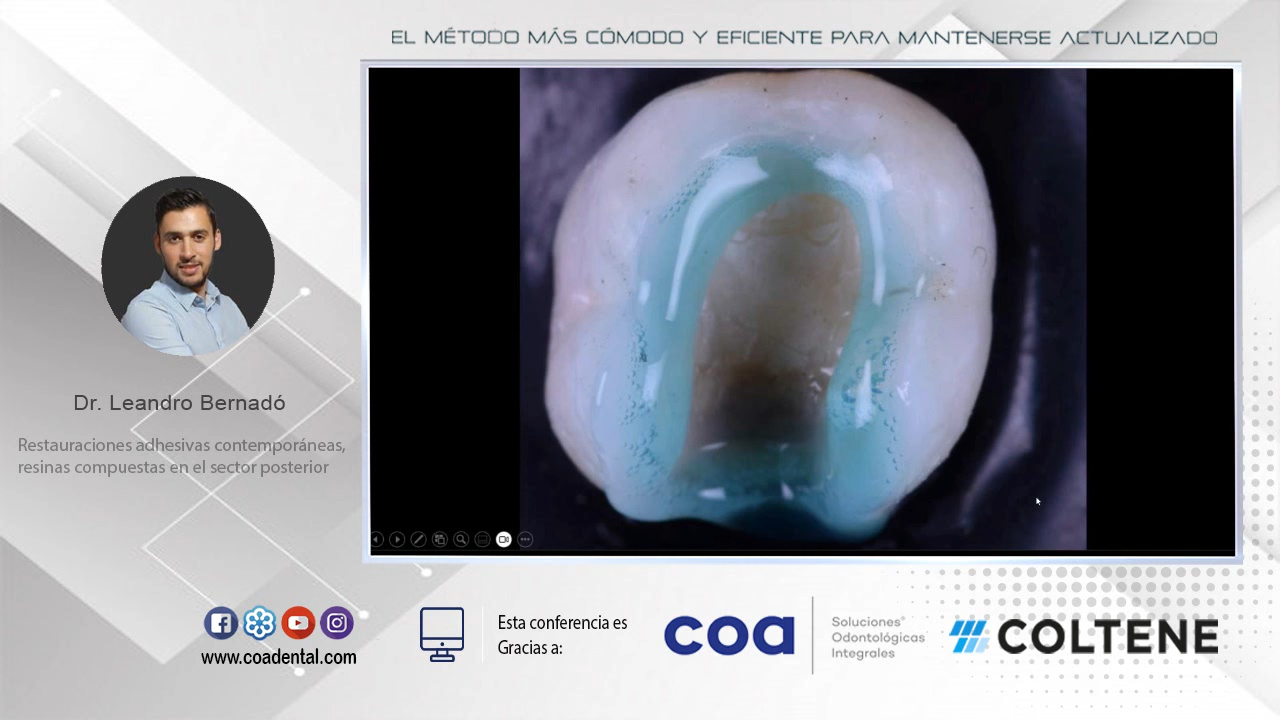 EL MÉTODO MÁS CÓMODO Y EFICIENTE PARA MANTENERSE ACTUALIZADO
Dr. Leandro Bernadó
Restauraciones adhesivas contemporáneas,
resinas compuestas en el sector posterior
www.coadental.com
Esta conferencia es
Gracias a:
coa
Soluciones®
Odontológicas
Integrales
COLTENE